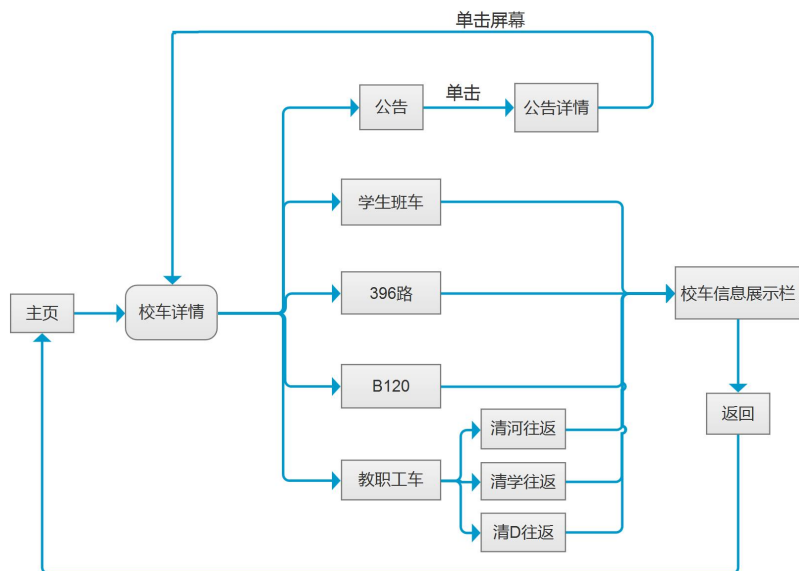 单击屏幕
公告
单击
公告详情
学生班车
主页
校车详情
396路
校车信息展示栏
B120
返回
教职工车
清河往返
清学往返
清D往返